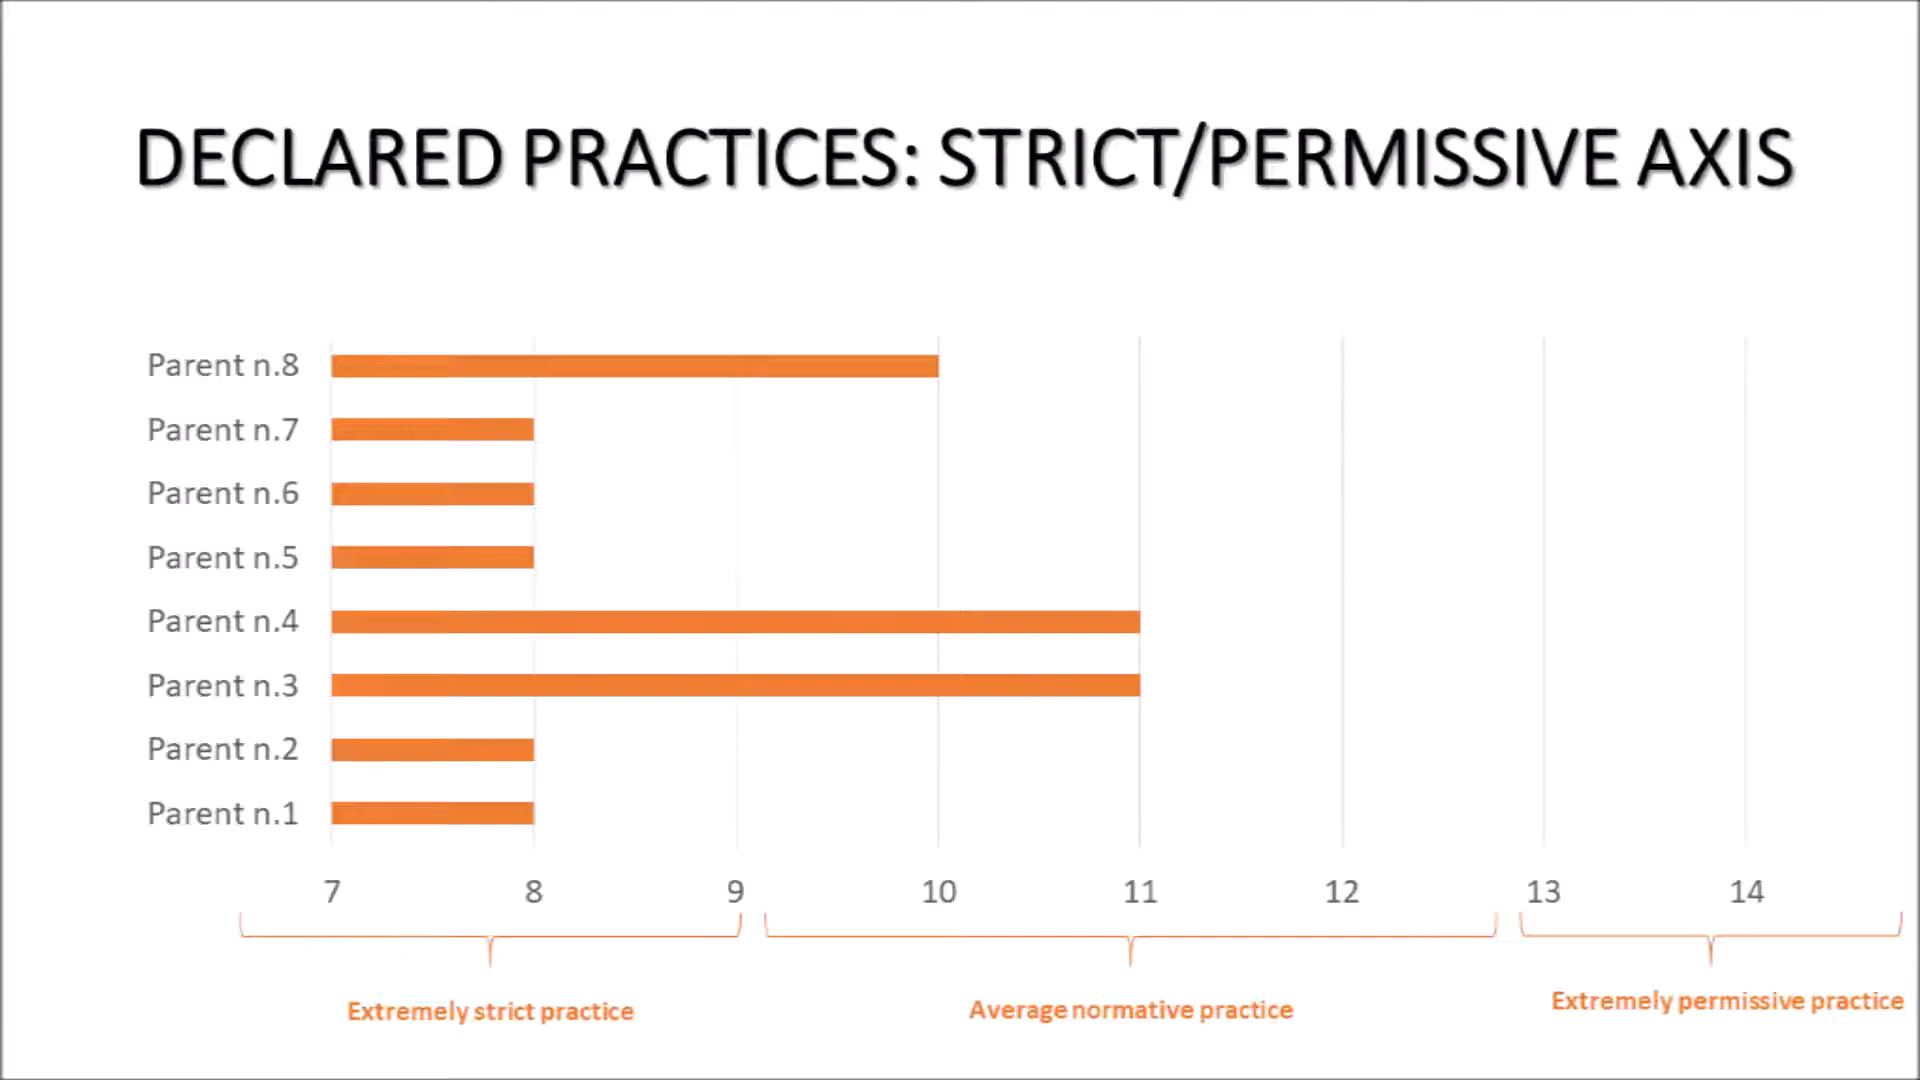 DECLARED PRACTICES: STRICT/PERMISSIVE AXIS
Parent n.8
Parent n.7
Parent n.6
Parent n.5
Parent n.4
Parent n.3
Parent n.2
Parent n.1
7 8 9 10 11 12 13 14
Extremely strict practice
Average normative practice
Extremely permissive practice